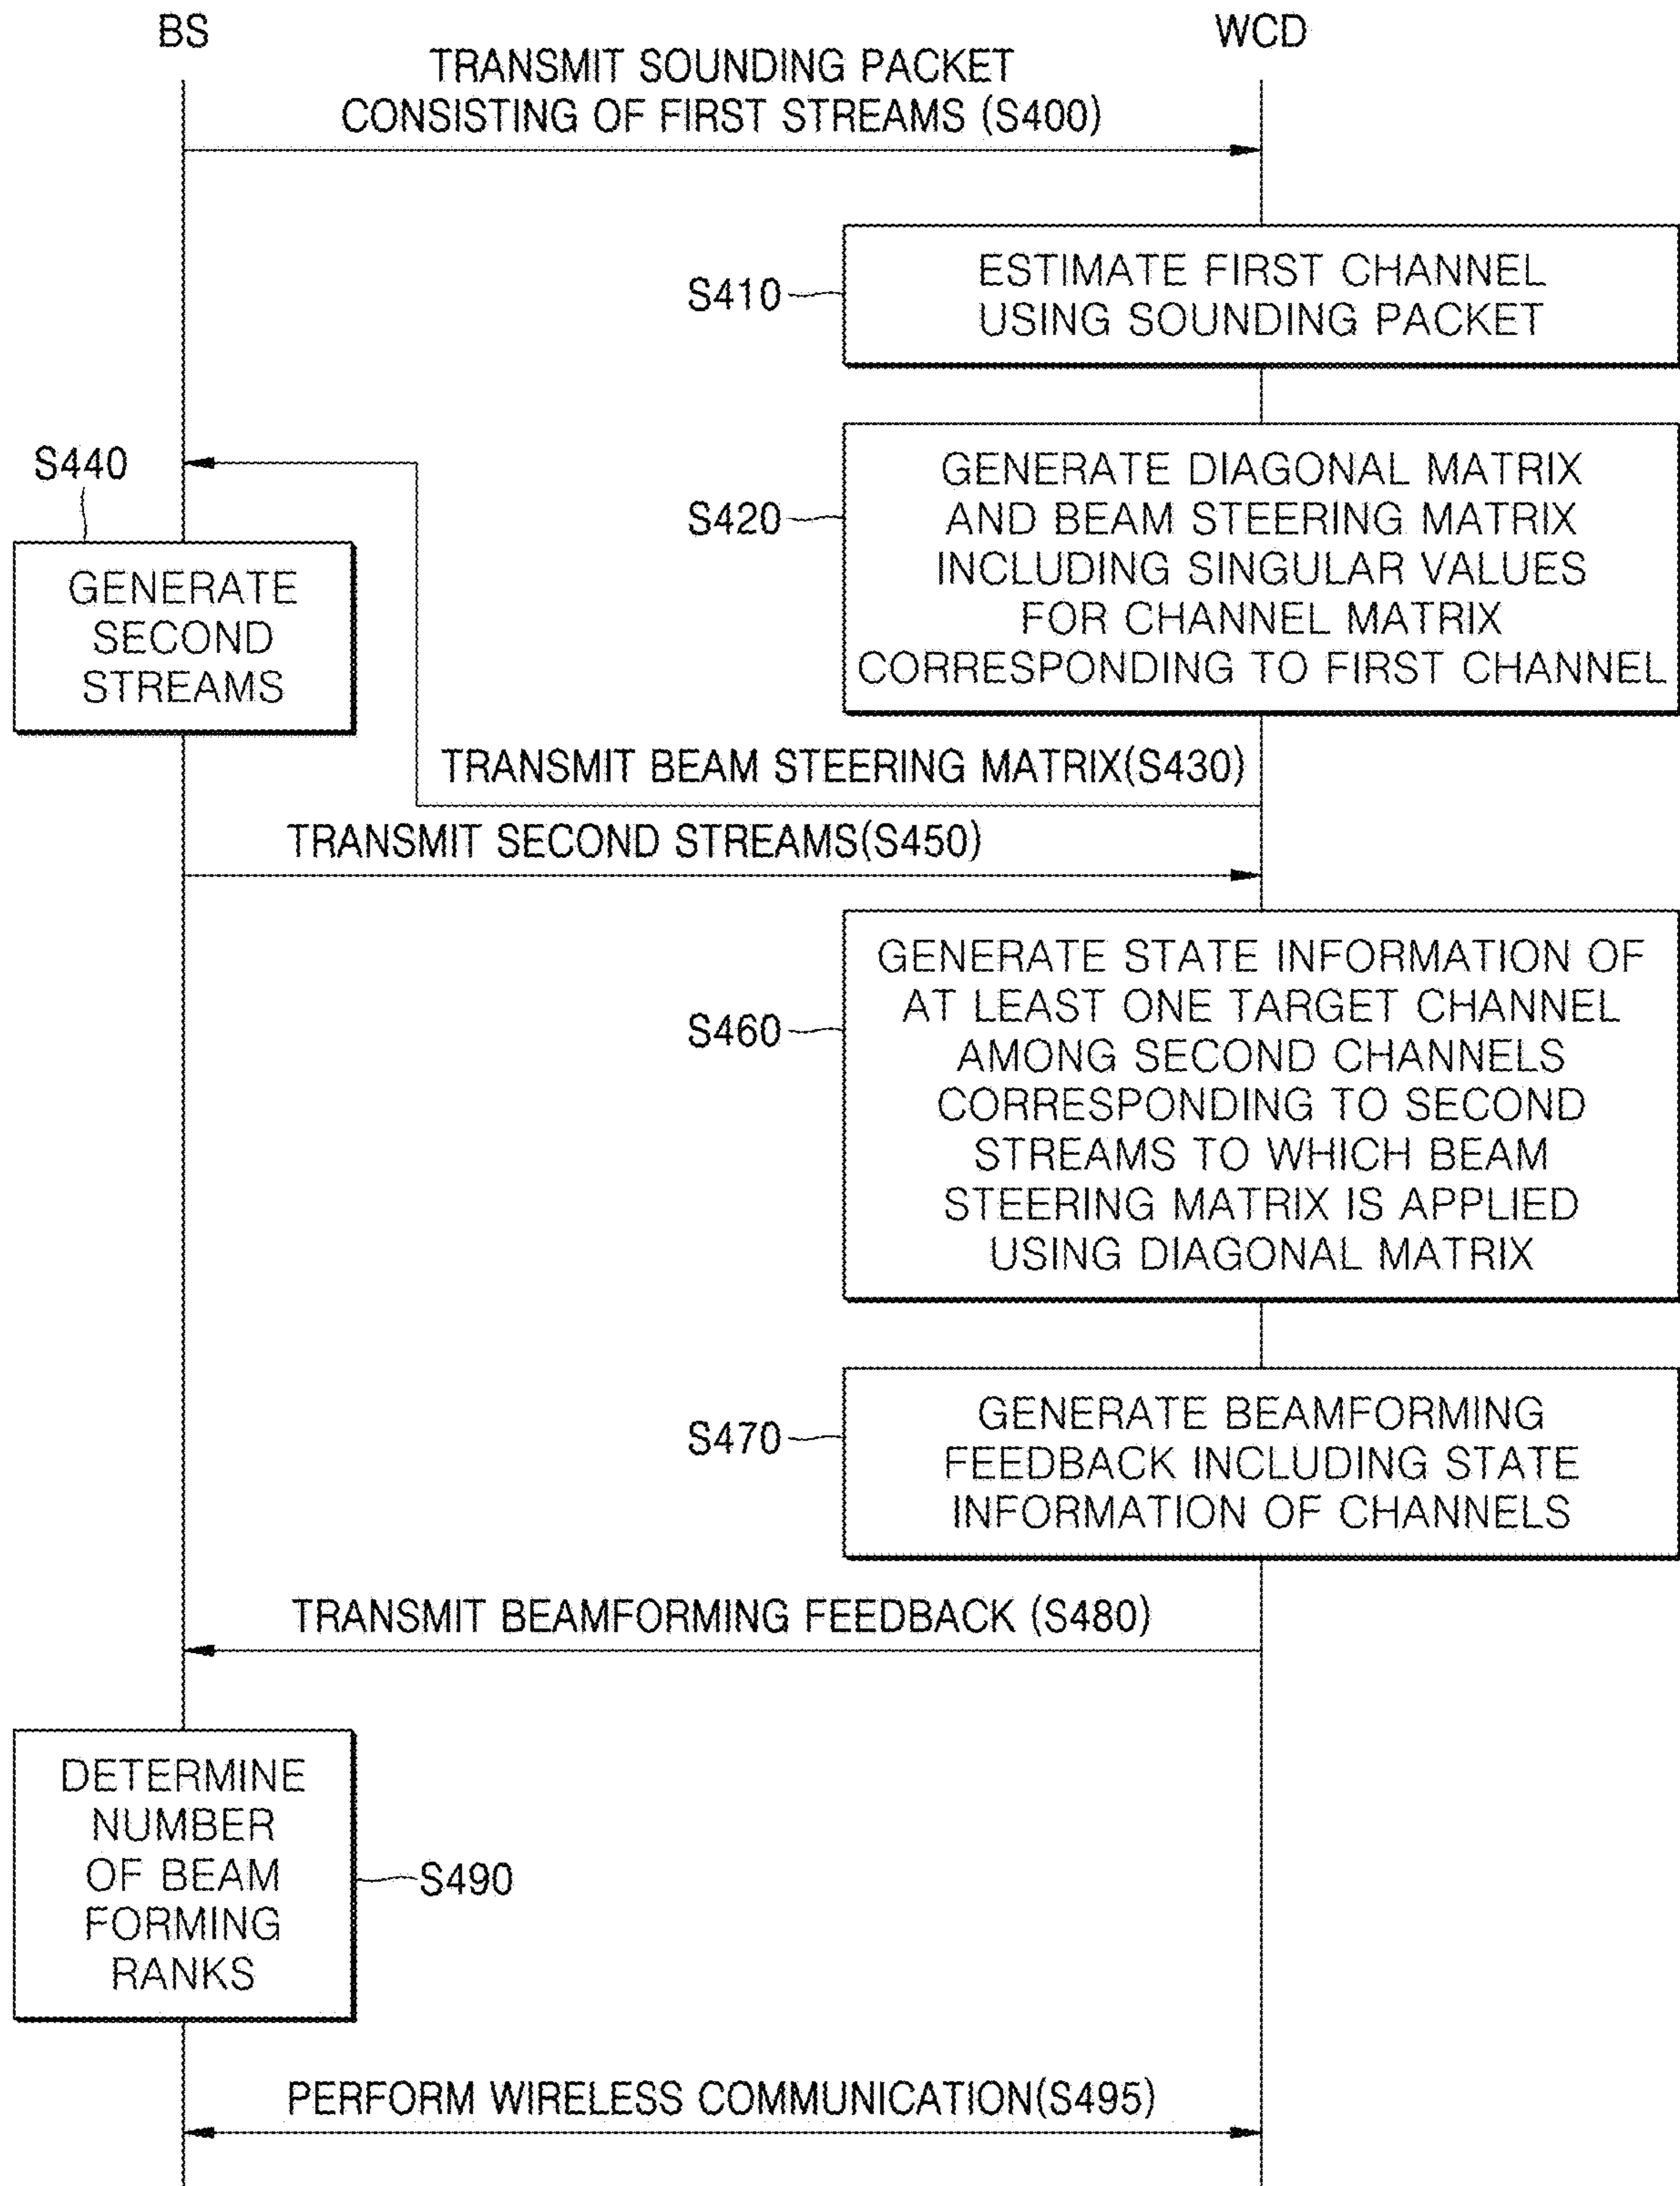 BS
WCD
TRANSMIT SOUNDING PACKET
CONSISTING OF FIRST STREAMS (S400)
S410
ESTIMATE FIRST CHANNEL
USING SOUNDING PACKET
S420
GENERATE DIAGONAL MATRIX
AND BEAM STEERING MATRIX
INCLUDING SINGULAR VALUES
FOR CHANNEL MATRIX
CORRESPONDING TO FIRST CHANNEL
S440
GENERATE
SECOND
STREAMS
TRANSMIT BEAM STEERING MATRIX(S430)
TRANSMIT SECOND STREAMS(S450)
S460
GENERATE STATE INFORMATION OF
AT LEAST ONE TARGET CHANNEL
AMONG SECOND CHANNELS
CORRESPONDING TO SECOND
STREAMS TO WHICH BEAM
STEERING MATRIX IS APPLIED
USING DIAGONAL MATRIX
S470
GENERATE BEAMFORMING
FEEDBACK INCLUDING STATE
INFORMATION OF CHANNELS
TRANSMIT BEAMFORMING FEEDBACK (S480)
DETERMINE
NUMBER
OF BEAM
FORMING
RANKS
S490
PERFORM WIRELESS COMMUNICATION(S495)